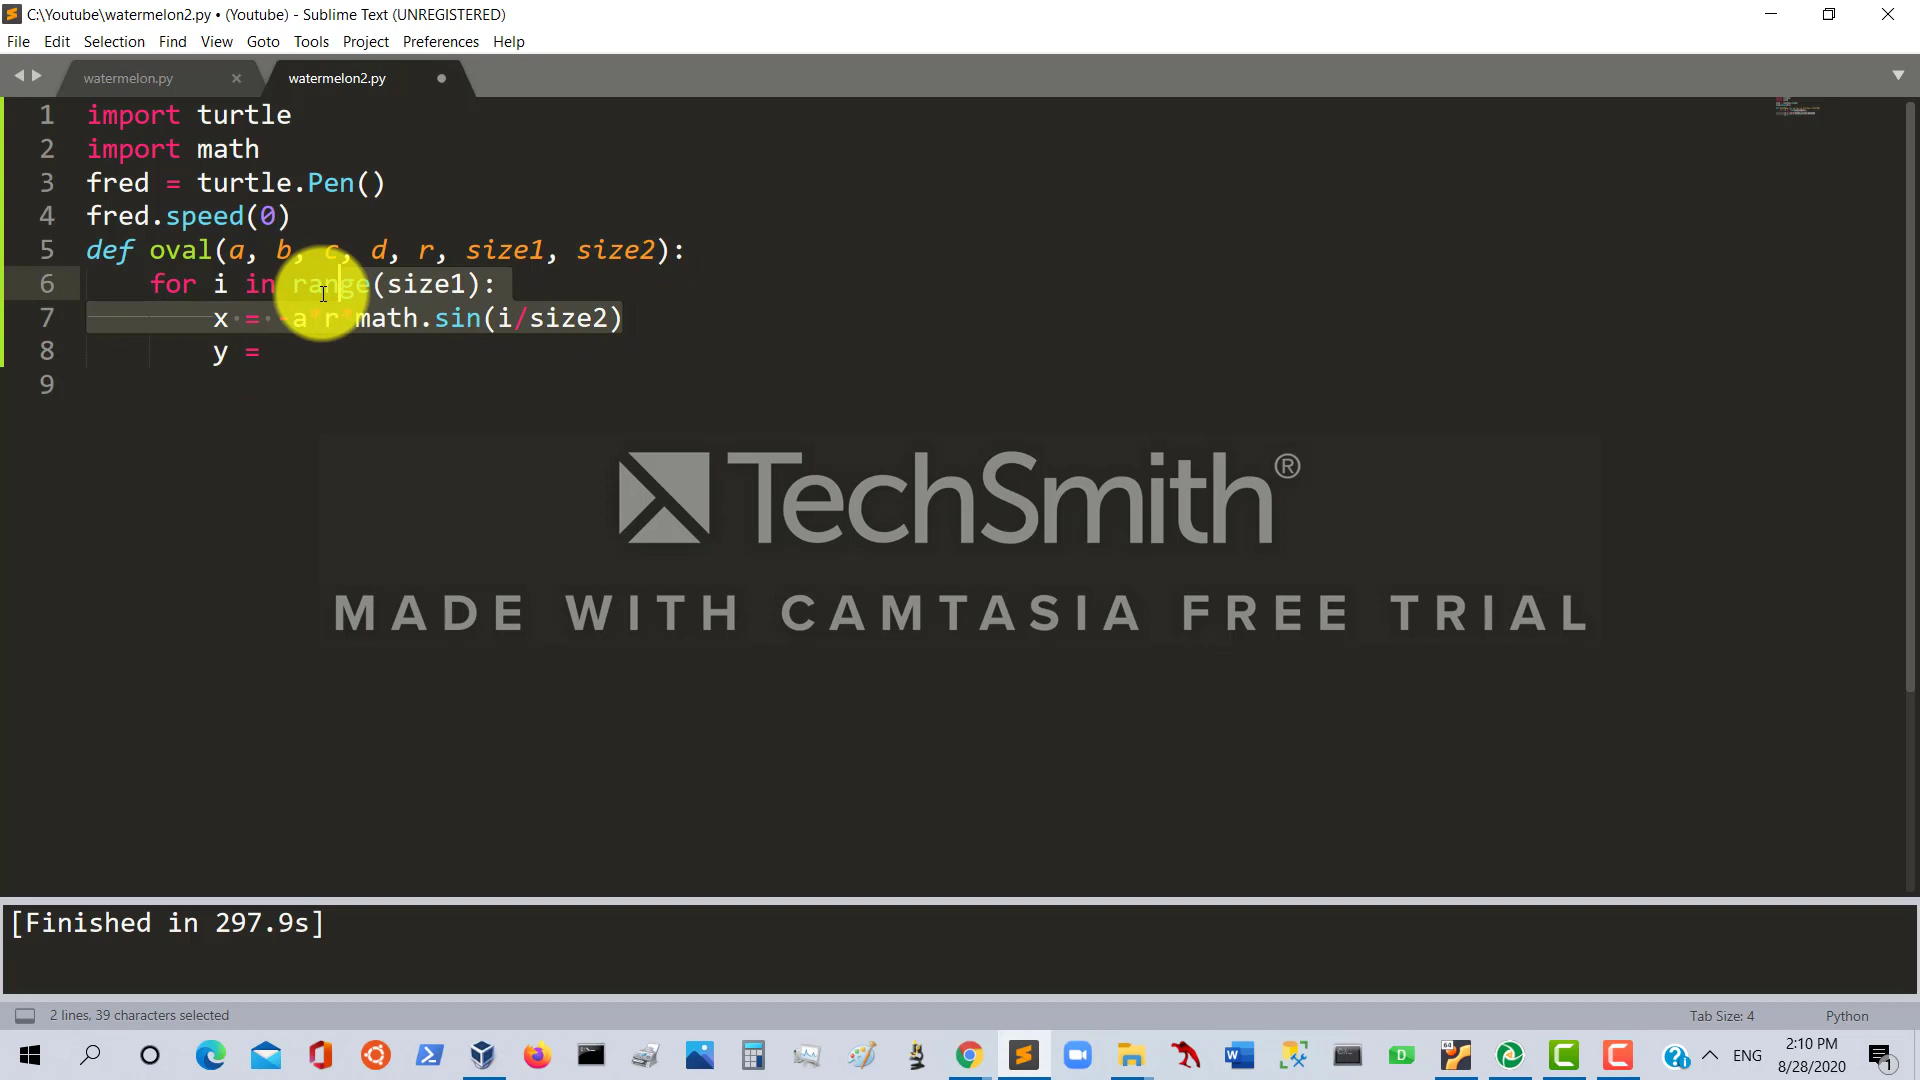 C:\Youtube\watermelon2.py • (Youtube) - Sublime Text (UNREGISTERED)
File Edit Selection Find View Goto Tools Project Preferences Help
watermelon.py watermelon2.py
1 import turtle
2 import math
3 fred = turtle.Pen()
4 fred.speed(0)
5 def oval(a, b, c, d, r, size1, size2):
6 for i in range(size1):
7 x = -a*r*math.sin(i/size2)
8 y =
9
TechSmith®
MADE WITH CAMTASIA FREE TRIAL
[Finished in 297.9s]
2 lines, 39 characters selected Tab Size: 4 Python
ENG 2:10 PM
8/28/2020